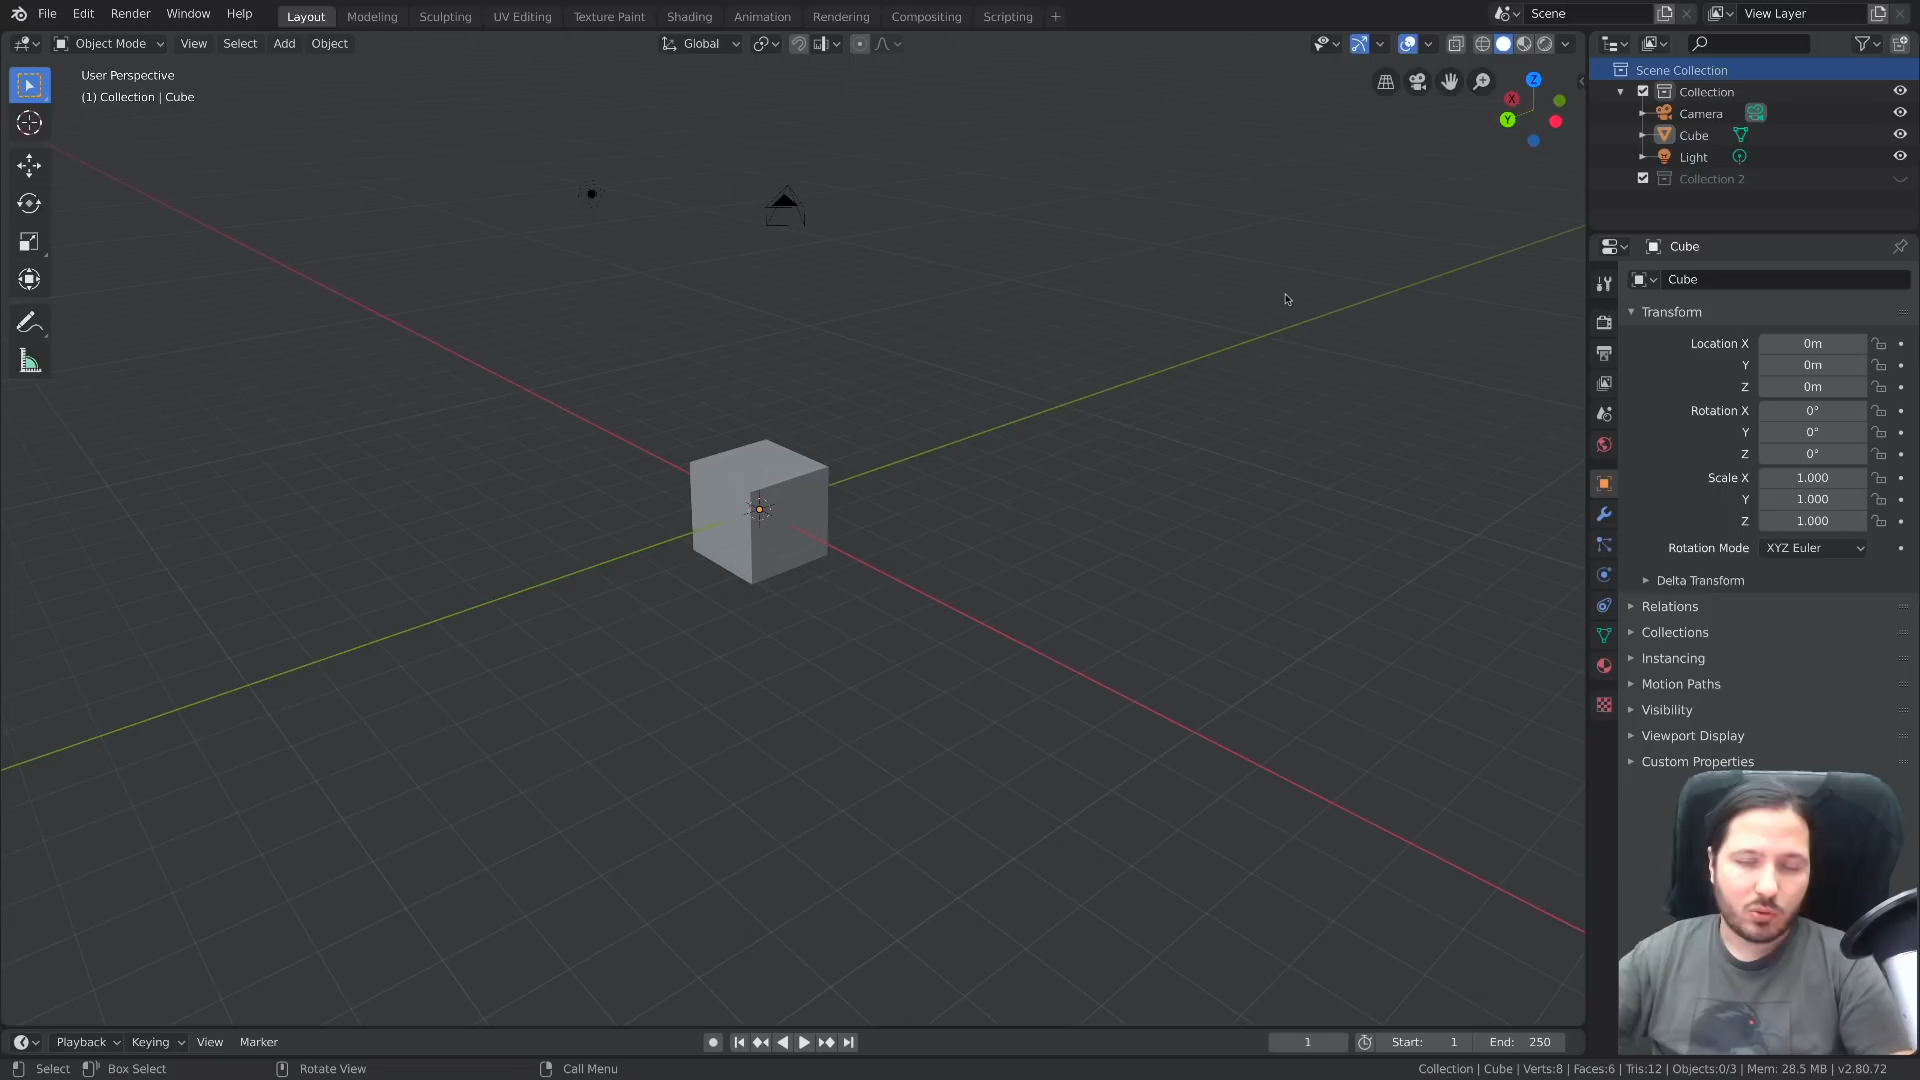 File Edit Render Window Help Layout Modeling Sculpting UV Editing Texture Paint Shading Animation Rendering Compositing Scripting + Scene View Layer
Object Mode View Select Add Object Global
User Perspective
(1) Collection | Cube
Z
X
Y
Scene Collection
Collection
Camera
Cube
Light
Collection 2
Cube
Cube
Transform
Location X 0m
Y 0m
Z 0m
Rotation X 0°
Y 0°
Z 0°
Scale X 1.000
Y 1.000
Z 1.000
Rotation Mode XYZ Euler
Delta Transform
Relations
Collections
Instancing
Motion Paths
Visibility
Viewport Display
Custom Properties
Playback Keying View Marker 1 Start: 1 End: 250
Select Box Select Rotate View Call Menu Collection | Cube | Verts:8 | Faces:6 | Tris:12 | Objects:0/3 | Mem: 28.5 MB | v2.80.72